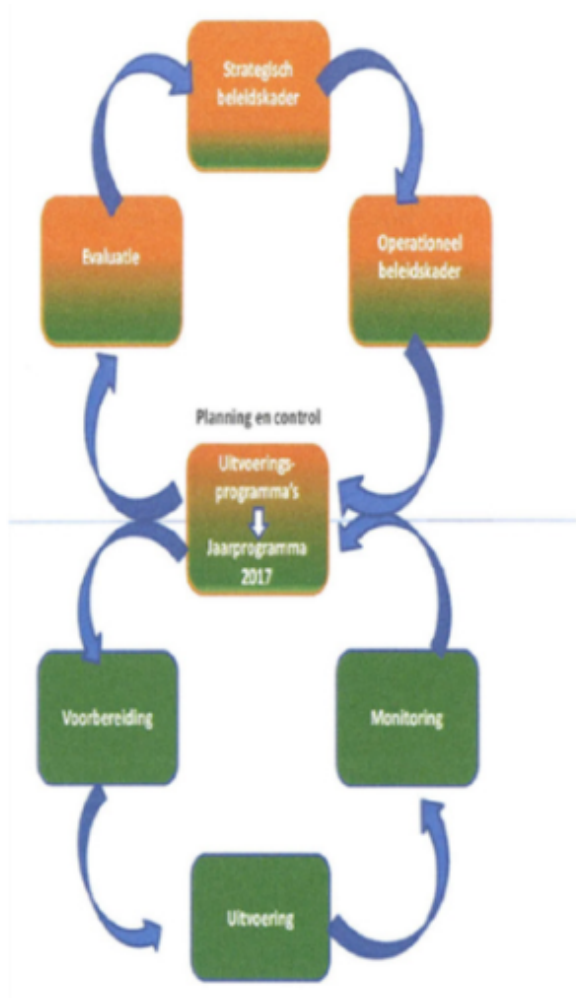 Strategisch
beleidskader
Evaluatie
Operationeel
beleidskader
Planning en control
Uitvoerings-
programma's
Jaarprogramma
2017
Voorbereiding
Monitoring
Uitvoering